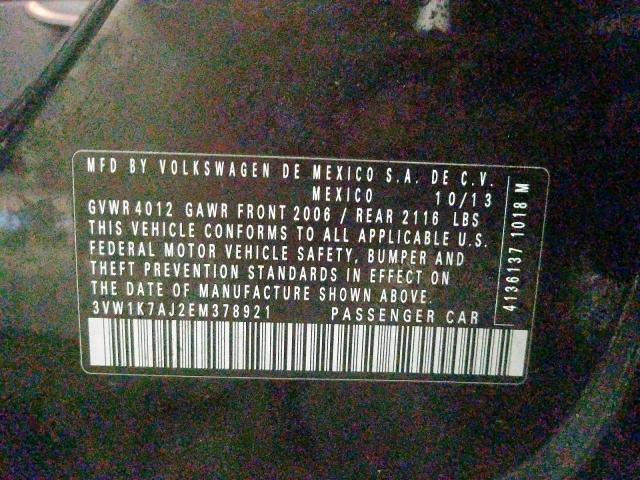 MFD BY VOLKSWAGEN DE MEXICO S.A. DE C.V.
MEXICO 10/13
GVWR 4012 GAWR FRONT 2006 / REAR 2116 LBS
THIS VEHICLE CONFORMS TO ALL APPLICABLE U.S.
FEDERAL MOTOR VEHICLE SAFETY, BUMPER AND
THEFT PREVENTION STANDARDS IN EFFECT ON
THE DATE OF MANUFACTURE SHOWN ABOVE.
3VW1K7AJ2EM378921 PASSENGER CAR
4136137 1018 M